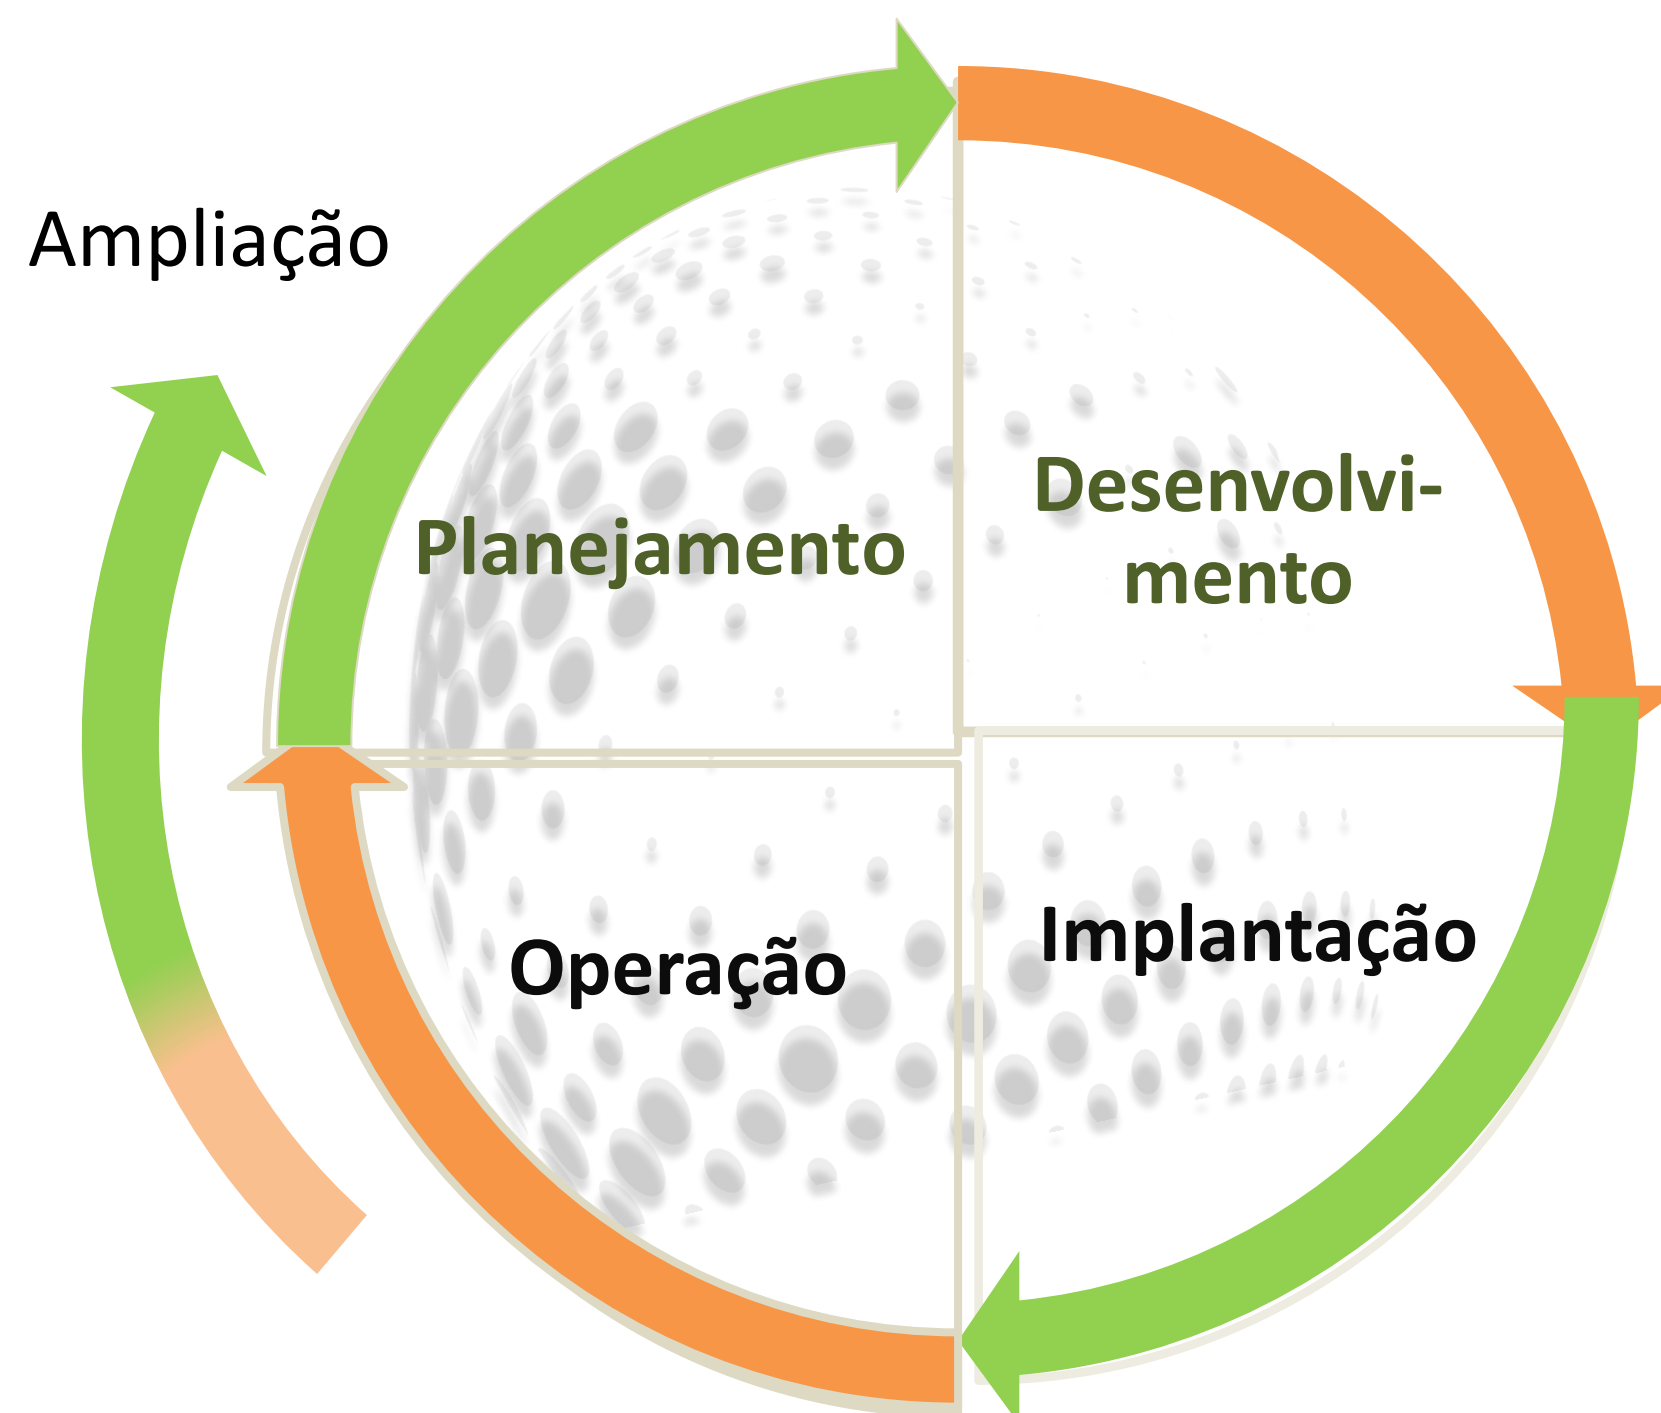 Ampliação
Planejamento
Desenvolvi-
mento
Operação
Implantação